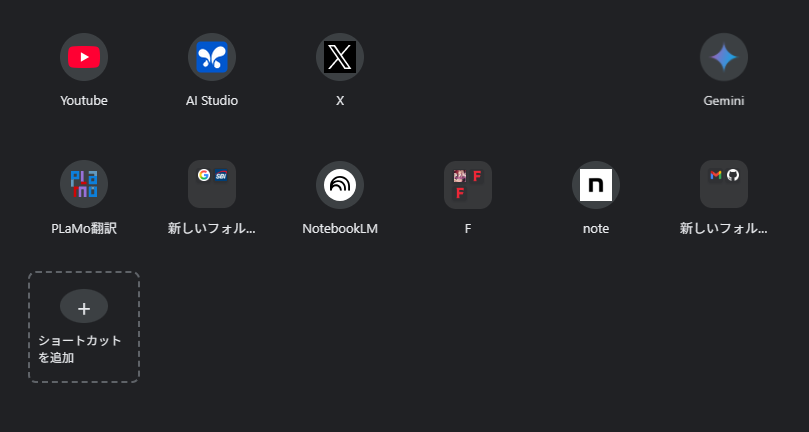 Youtube
AI Studio
X
Gemini
PLaMo翻訳
新しいフォル...
NotebookLM
F
note
新しいフォル...
ショートカット
を追加